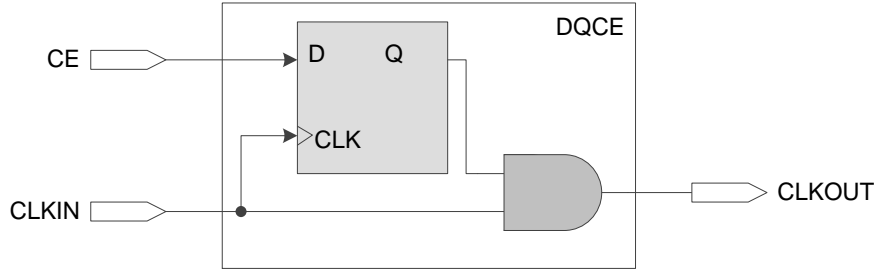 DQCE
CE
D Q
CLK
CLKIN
CLKOUT